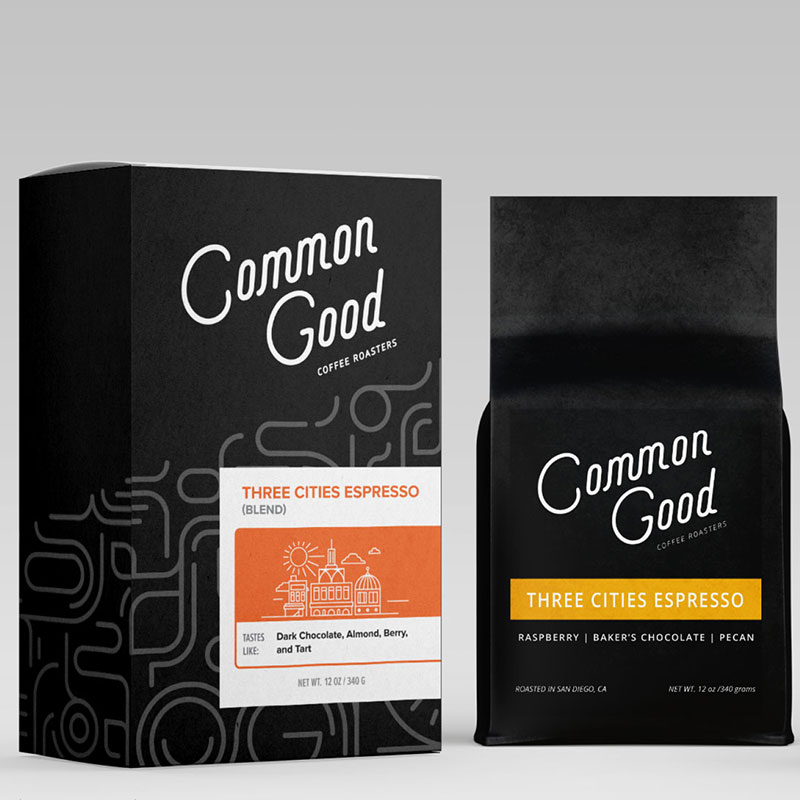 Common
Good
COFFEE ROASTERS
THREE CITIES ESPRESSO
(BLEND)
TASTES LIKE:
Dark Chocolate, Almond, Berry,
and Tart
NET WT. 12 OZ / 340 G
Common
Good
COFFEE ROASTERS
THREE CITIES ESPRESSO
RASPBERRY | BAKER'S CHOCOLATE | PECAN
ROASTED IN SAN DIEGO, CA
NET WT. 12 oz /340 grams